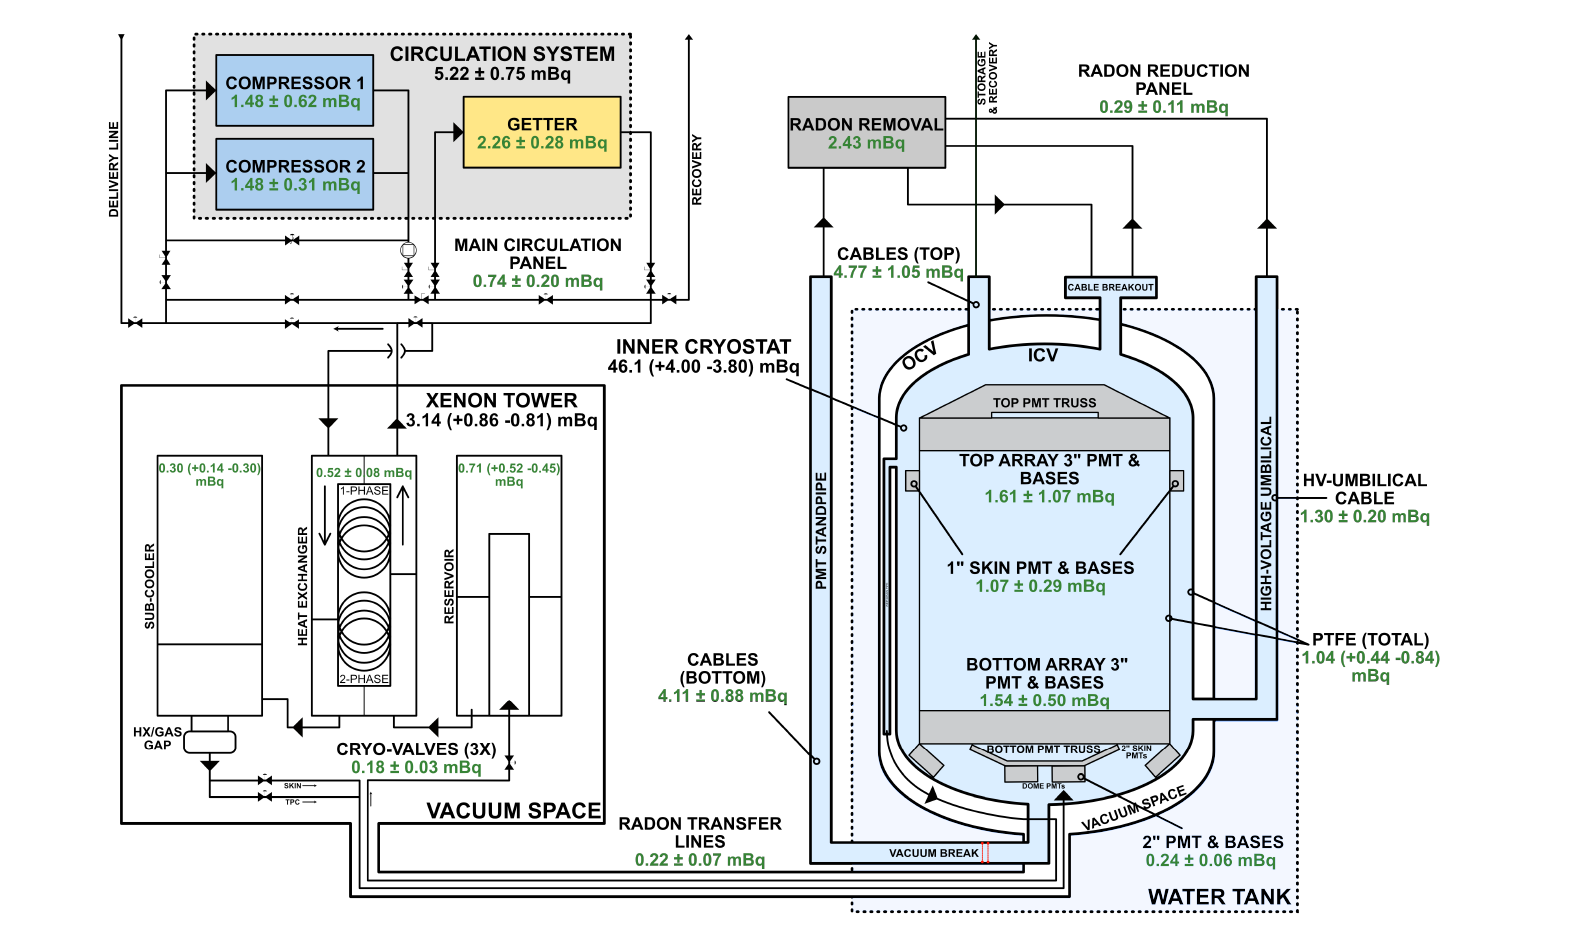 CIRCULATION SYSTEM
5.22 ± 0.75 mBq
COMPRESSOR 1
1.48 ± 0.62 mBq
COMPRESSOR 2
1.48 ± 0.31 mBq
GETTER
2.26 ± 0.28 mBq
DELIVERY LINE
RECOVERY
MAIN CIRCULATION
PANEL
0.74 ± 0.20 mBq
XENON TOWER
3.14 (+0.86 -0.81) mBq
0.30 (+0.14 -0.30)
mBq
0.52 ± 0.08 mBq
0.71 (+0.52 -0.45)
mBq
1-PHASE
2-PHASE
SUB-COOLER
HEAT EXCHANGER
RESERVOIR
HX/GAS
GAP
CRYO-VALVES (3X)
0.18 ± 0.03 mBq
SKIN
TPC
VACUUM SPACE
RADON TRANSFER
LINES
0.22 ± 0.07 mBq
STORAGE
& RECOVERY
RADON REDUCTION
PANEL
0.29 ± 0.11 mBq
RADON REMOVAL
2.43 mBq
CABLES (TOP)
4.77 ± 1.05 mBq
CABLE BREAKOUT
INNER CRYOSTAT
46.1 (+4.00 -3.80) mBq
OCV
ICV
TOP PMT TRUSS
TOP ARRAY 3" PMT &
BASES
1.61 ± 1.07 mBq
PMT STANDPIPE
HIGH-VOLTAGE UMBILICAL
HV-UMBILICAL
CABLE
1.30 ± 0.20 mBq
1" SKIN PMT & BASES
1.07 ± 0.29 mBq
PTFE (TOTAL)
1.04 (+0.44 -0.84)
mBq
CABLES
(BOTTOM)
4.11 ± 0.88 mBq
BOTTOM ARRAY 3"
PMT & BASES
1.54 ± 0.50 mBq
BOTTOM PMT TRUSS
2" SKIN
PMTs
DOME PMTs
VACUUM SPACE
2" PMT & BASES
0.24 ± 0.06 mBq
VACUUM BREAK
WATER TANK